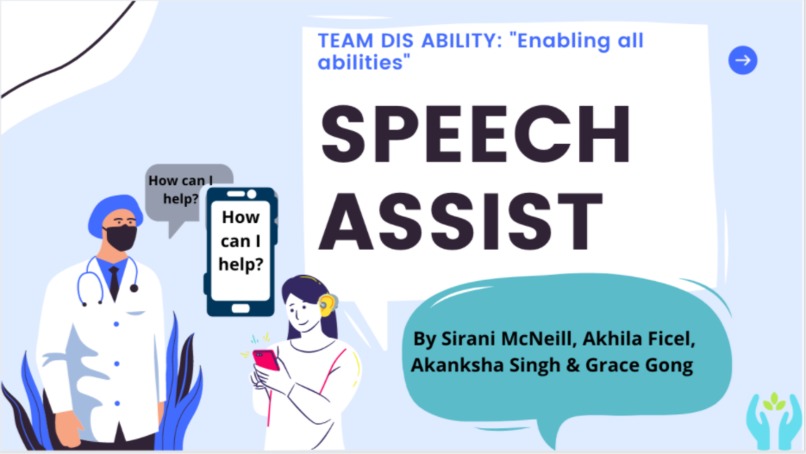 TEAM DIS ABILITY: "Enabling all
abilities"
SPEECH
ASSIST
How can I
help?
How
can I
help?
By Sirani McNeill, Akhila Ficel,
Akanksha Singh & Grace Gong